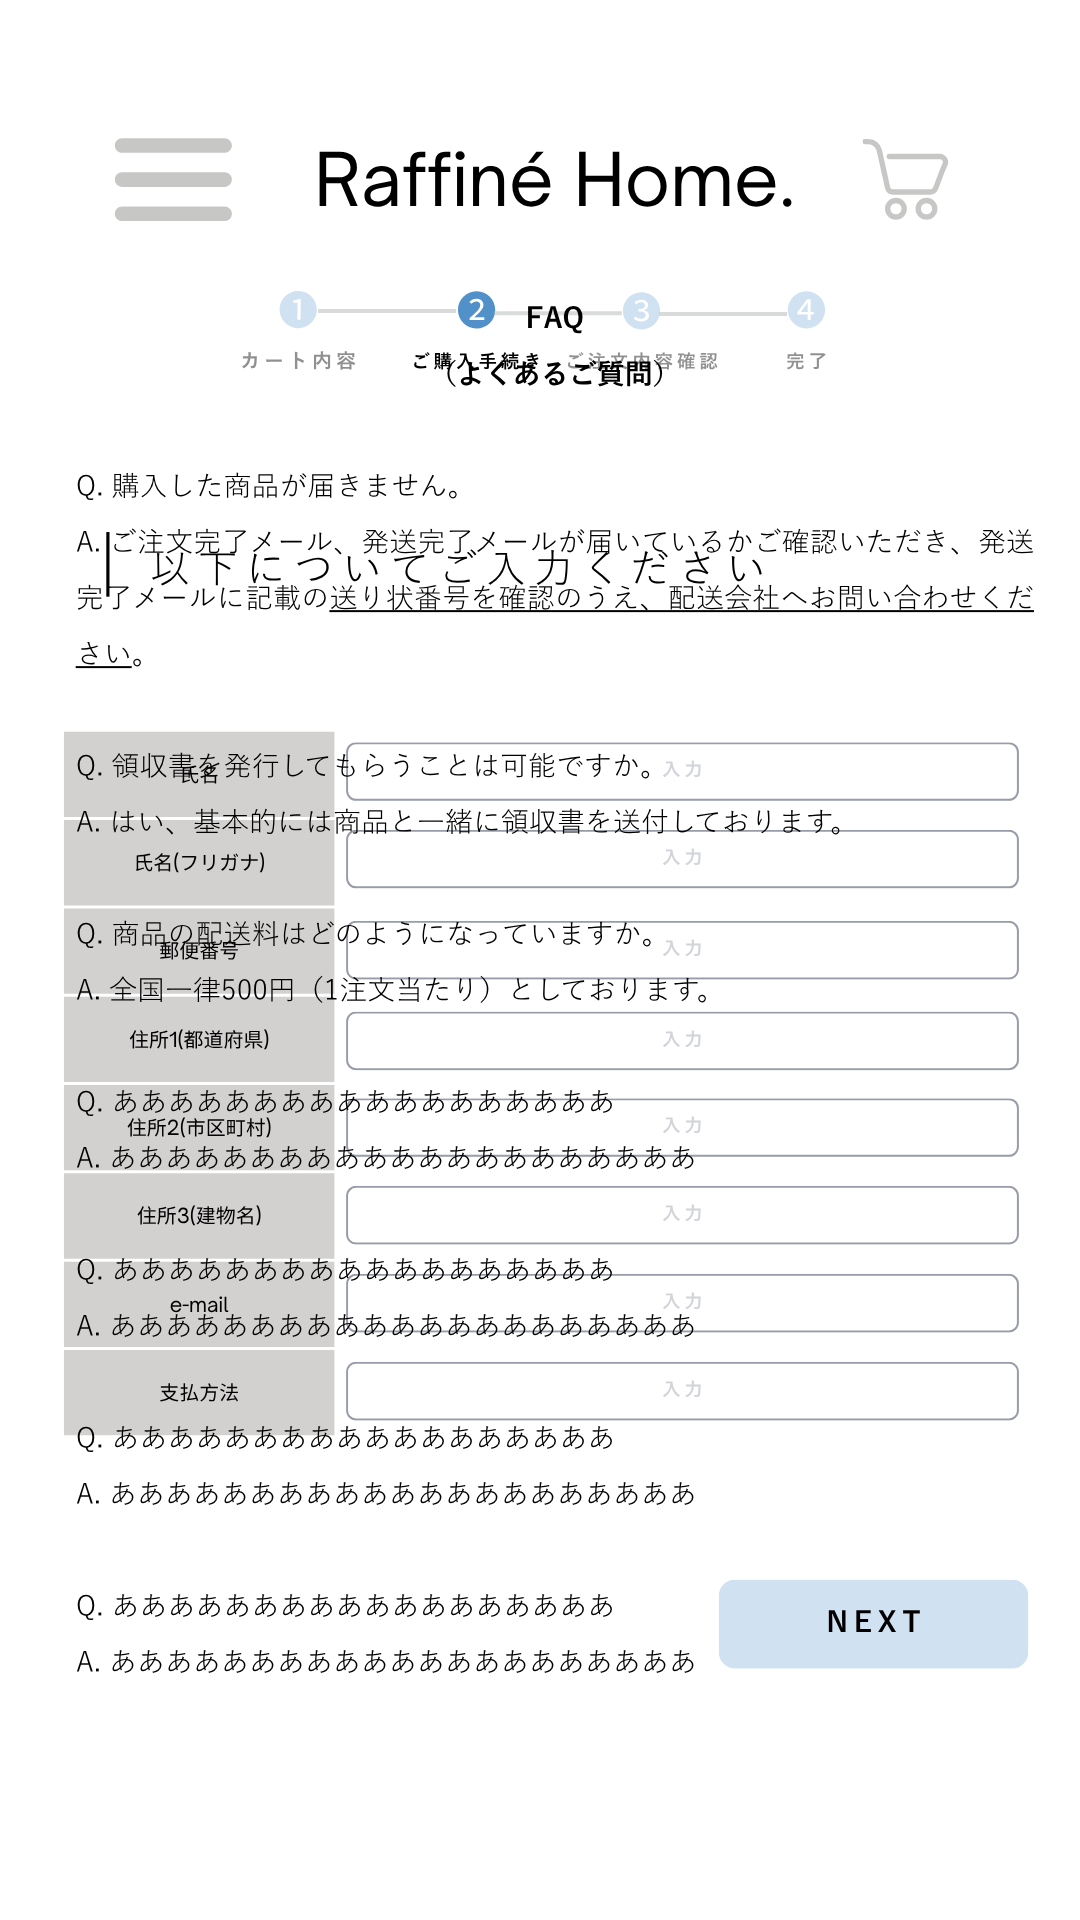 Raffiné Home.
1
2
3
4
FAQ
カート内容
ご購入手続き
ご注文内容確認
完了
（よくあるご質問）
Q. 購入した商品が届きません。
A. ご注文完了メール、発送完了メールが届いているかご確認いただき、発送
以下についてご入力ください
完了メールに記載の送り状番号を確認のうえ、配送会社へお問い合わせくだ
さい。
Q. 領収書を発行してもらうことは可能ですか。
氏名
入力
A. はい、基本的には商品と一緒に領収書を送付しております。
氏名(フリガナ)
入力
Q. 商品の配送料はどのようになっていますか。
郵便番号
入力
A. 全国一律500円（1注文当たり）としております。
住所1(都道府県)
入力
Q. ああああああああああああああああああ
住所2(市区町村)
入力
A. あああああああああああああああああああああ
住所3(建物名)
入力
Q. ああああああああああああああああああ
e-mail
入力
A. あああああああああああああああああああああ
支払方法
入力
Q. ああああああああああああああああああ
A. あああああああああああああああああああああ
Q. ああああああああああああああああああ
NEXT
A. あああああああああああああああああああああ